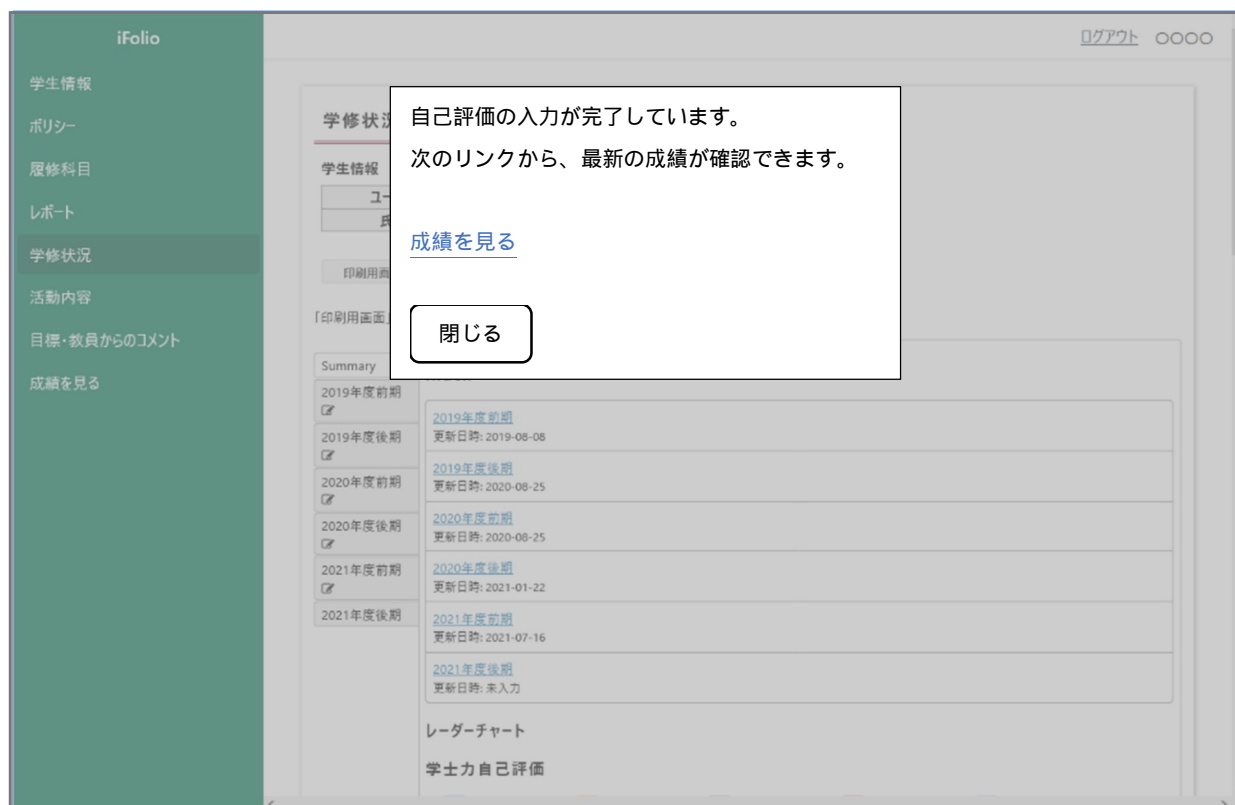 iFolio
ログアウト 〇〇〇〇
学生情報
ポリシー
履修科目
レポート
学修状況
活動内容
目標・教員からのコメント
成績を見る
学修状
自己評価の入力が完了しています。
次のリンクから、最新の成績が確認できます。
成績を見る
閉じる
学生情報
ユー
印刷用画
「印刷用画面」
Summary
2019年度前期
2019年度後期
2020年度前期
2020年度後期
2021年度前期
2021年度後期
2019年度前期
更新日時: 2019-08-08
2019年度後期
更新日時: 2020-08-25
2020年度前期
更新日時: 2020-08-25
2020年度後期
更新日時: 2021-01-22
2021年度前期
更新日時: 2021-07-16
2021年度後期
更新日時: 未入力
レーダーチャート
学士力自己評価